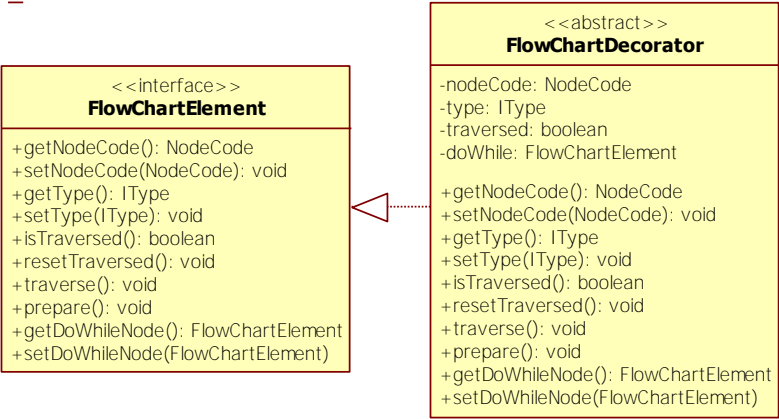 <<interface>>
FlowChartElement
+getNodeCode(): NodeCode
+setNodeCode(NodeCode): void
+getType(): IType
+setType(IType): void
+isTraversed(): boolean
+resetTraversed(): void
+traverse(): void
+prepare(): void
+getDoWhileNode(): FlowChartElement
+setDoWhileNode(FlowChartElement)
<<abstract>>
FlowChartDecorator
-nodeCode: NodeCode
-type: IType
-traversed: boolean
-doWhile: FlowChartElement
+getNodeCode(): NodeCode
+setNodeCode(NodeCode): void
+getType(): IType
+setType(IType): void
+isTraversed(): boolean
+resetTraversed(): void
+traverse(): void
+prepare(): void
+getDoWhileNode(): FlowChartElement
+setDoWhileNode(FlowChartElement)